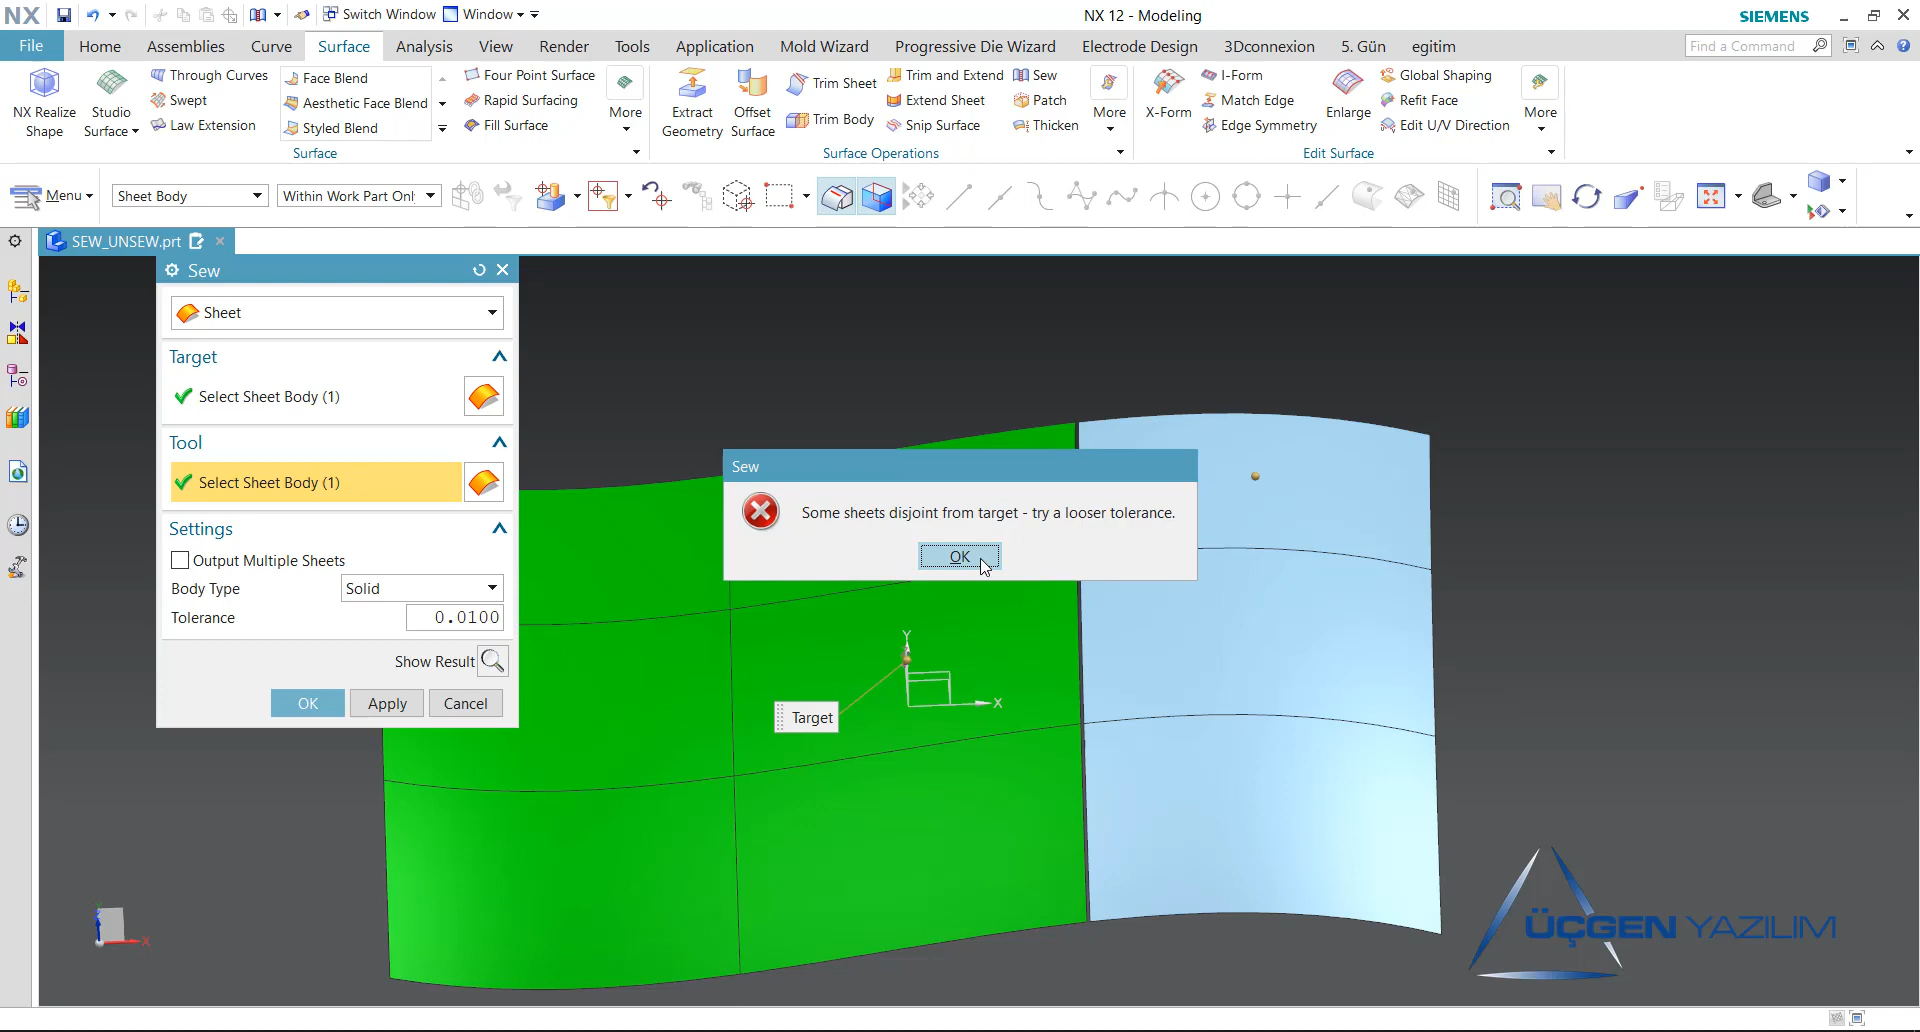 NX
Switch Window
Window
NX 12 - Modeling
SIEMENS
File
Home
Assemblies
Curve
Surface
Analysis
View
Render
Tools
Application
Mold Wizard
Progressive Die Wizard
Electrode Design
3Dconnexion
5. Gün
egitim
Find a Command
NX Realize Shape
Studio Surface
Through Curves
Swept
Law Extension
Face Blend
Aesthetic Face Blend
Styled Blend
Four Point Surface
Rapid Surfacing
Fill Surface
More
Surface
Extract Geometry
Offset Surface
Trim Sheet
Trim Body
Trim and Extend
Extend Sheet
Snip Surface
Sew
Patch
Thicken
More
Surface Operations
X-Form
I-Form
Match Edge
Edge Symmetry
Enlarge
Global Shaping
Refit Face
Edit U/V Direction
More
Edit Surface
Menu
Sheet Body
Within Work Part Onl
SEW_UNSEW.prt
Sew
Sheet
Target
Select Sheet Body (1)
Tool
Select Sheet Body (1)
Settings
Output Multiple Sheets
Body Type
Solid
Tolerance
0.0100
Show Result
OK
Apply
Cancel
Sew
Some sheets disjoint from target - try a looser tolerance.
OK
Y
X
Target
X
ÜÇGEN YAZILIM